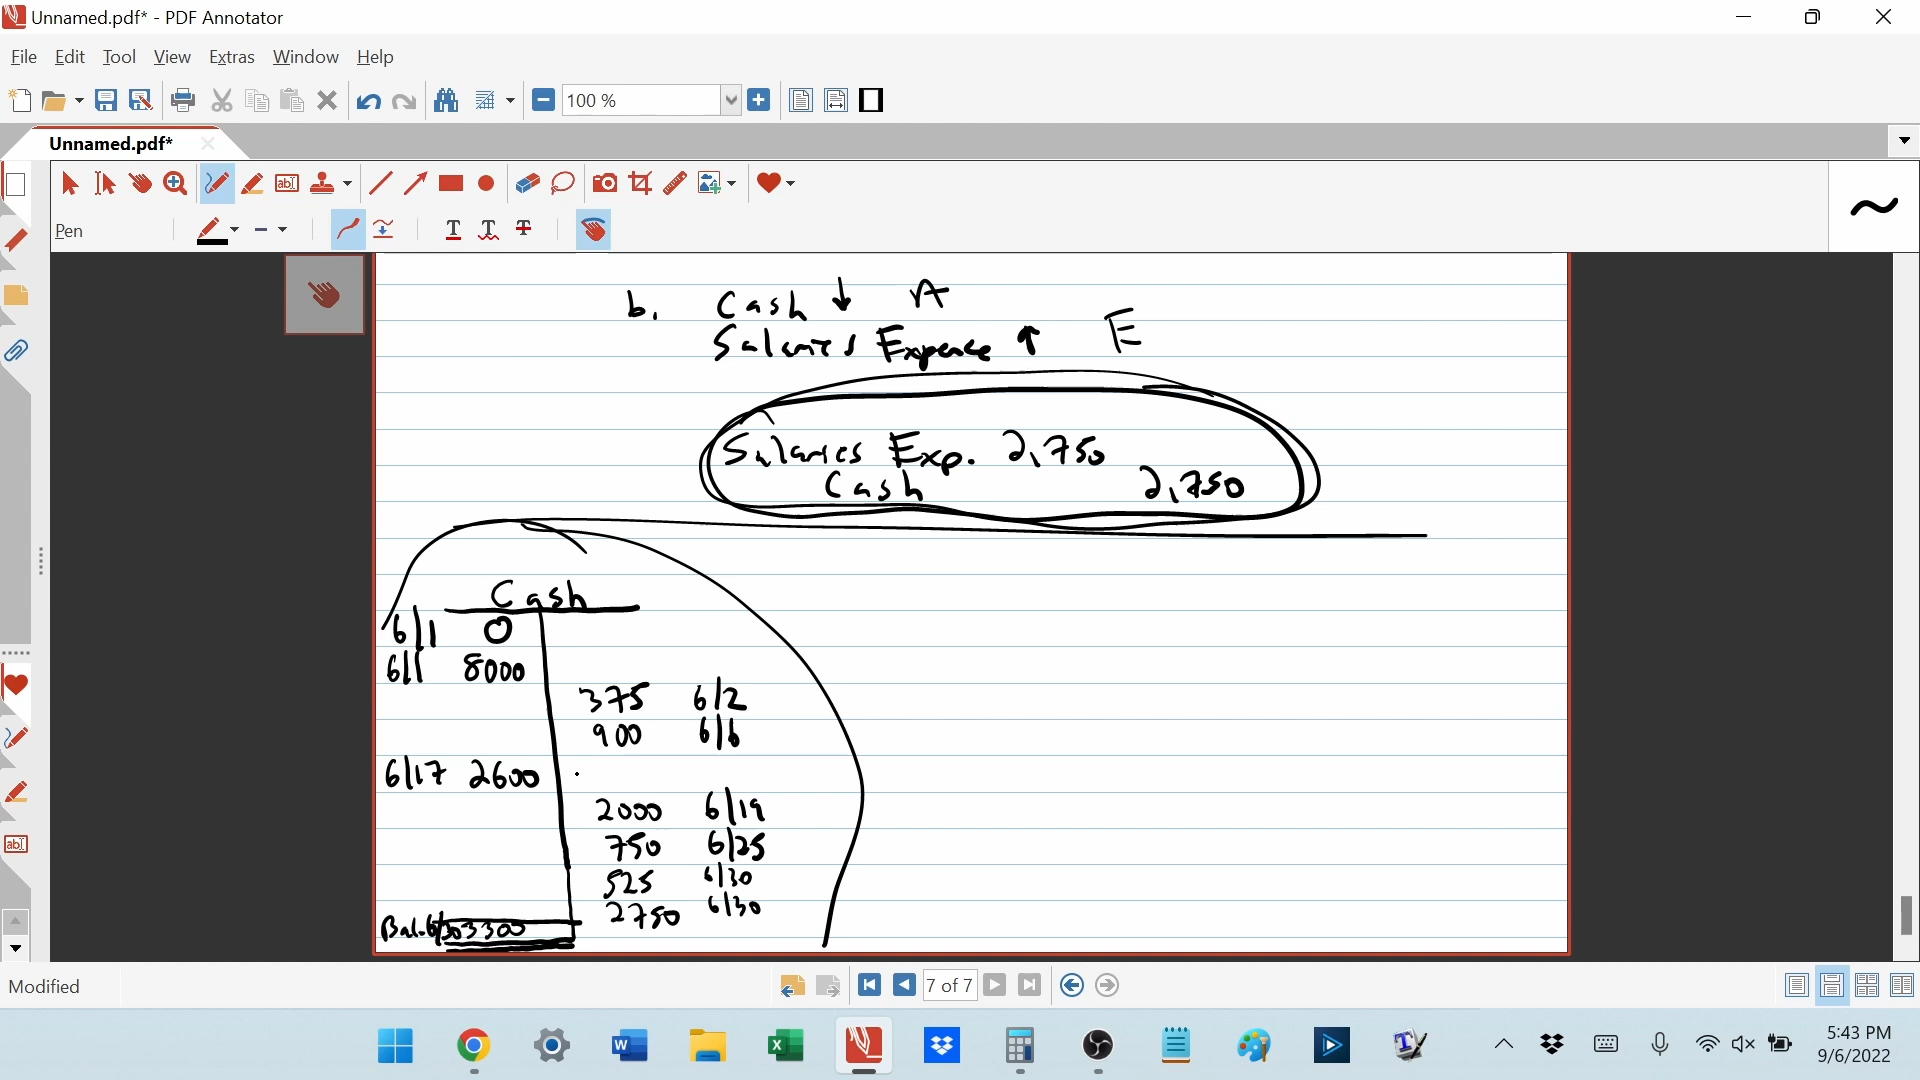 Unnamed.pdf* - PDF Annotator
File Edit Tool View Extras Window Help
100 %
Unnamed.pdf*
Pen
b. Cash ↓ A
Salaries Expense ↑ E
Salaries Exp. 2,750
Cash 2,750
Cash
6/1 0
6/1 8000
375 6/2
900 6/6
6/17 2600
2000 6/19
750 6/25
525 6/30
2750 6/30
Bal. 6/30 3300
Modified
7 of 7
5:43 PM
9/6/2022